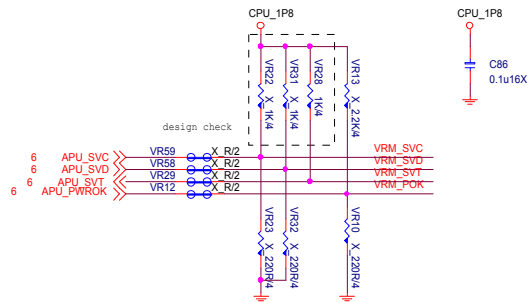 CPU_1P8
CPU_1P8
VR22
X_1K/4
VR31
X_1K/4
VR28
1K/4
VR13
X_2.2K/4
C86
0.1u16X
design check
6 APU_SVC VR59 X_R/2 VRM_SVC
6 APU_SVD VR58 X_R/2 VRM_SVD
6 APU_SVT VR29 X_R/2 VRM_SVT
6 APU_PWROK VR12 X_R/2 VRM_POK
VR23
X_220R/4
VR32
X_220R/4
VR10
X_220R/4